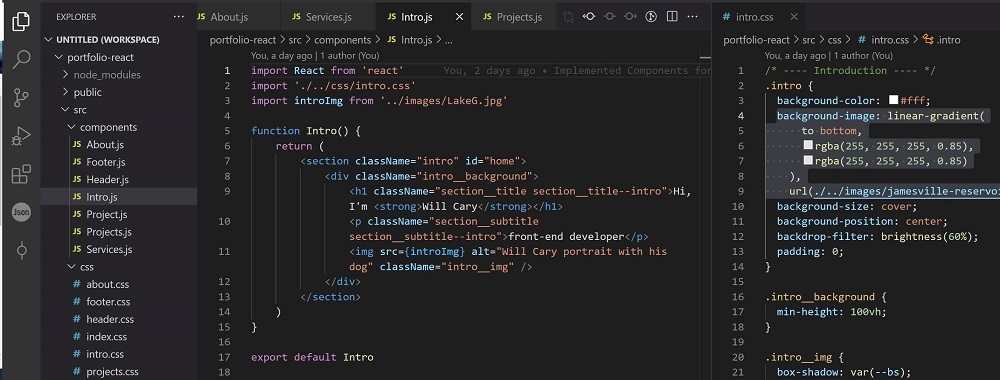 EXPLORER
UNTITLED (WORKSPACE)
portfolio-react
node_modules
public
src
components
JS About.js
JS Footer.js
JS Header.js
JS Intro.js
JS Project.js
JS Projects.js
JS Services.js
css
# about.css
# footer.css
# header.css
# index.css
# intro.css
# projects.css
Json
JS About.js
JS Services.js
JS Intro.js
JS Projects.js
portfolio-react > src > components > JS Intro.js > ...
You, a day ago | 1 author (You)
1 import React from 'react' You, 2 days ago • Implemented Components for
2 import './../css/intro.css'
3 import introImg from '../images/LakeG.jpg'
4
5 function Intro() {
6 return (
7 <section className="intro" id="home">
8 <div className="intro__background">
9 <h1 className="section__title section__title--intro">Hi,
I'm <strong>Will Cary</strong></h1>
10 <p className="section__subtitle
section__subtitle--intro">front-end developer</p>
11 <img src={introImg} alt="Will Cary portrait with his
dog" className="intro__img" />
12 </div>
13 </section>
14 )
15 }
16
17 export default Intro
18
# intro.css
portfolio-react > src > css > # intro.css > .intro
You, a day ago | 1 author (You)
1 /* ---- Introduction ---- */
2 .intro {
3 background-color: #fff;
4 background-image: linear-gradient(
5 to bottom,
6 rgba(255, 255, 255, 0.85),
7 rgba(255, 255, 255, 0.85)
8 ),
9 url(./../images/jamesville-reservo
10 background-size: cover;
11 background-position: center;
12 backdrop-filter: brightness(60%);
13 padding: 0;
14 }
15
16 .intro__background {
17 min-height: 100vh;
18 }
19
20 .intro__img {
21 box-shadow: var(--bs);